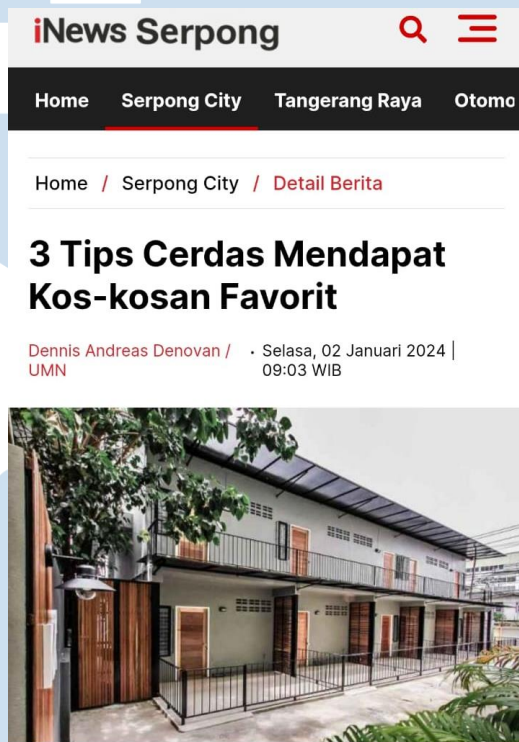 iNews Serpong
Home Serpong City Tangerang Raya Otomo
Home / Serpong City / Detail Berita
3 Tips Cerdas Mendapat
Kos-kosan Favorit
Dennis Andreas Denovan /
UMN
• Selasa, 02 Januari 2024 |
09:03 WIB